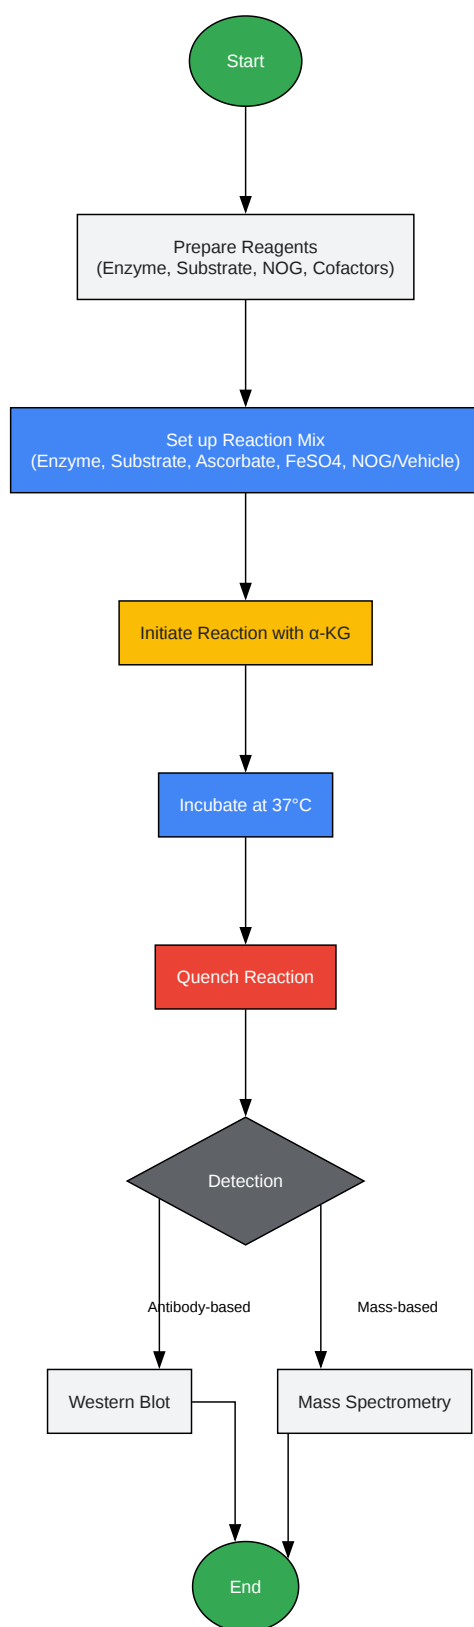 Start
Prepare Reagents
(Enzyme, Substrate, NOG, Cofactors)
Set up Reaction Mix
(Enzyme, Substrate, Ascorbate, FeSO4, NOG/Vehicle)
Initiate Reaction with α-KG
Incubate at 37°C
Quench Reaction
Detection
Antibody-based
Mass-based
Western Blot
Mass Spectrometry
End